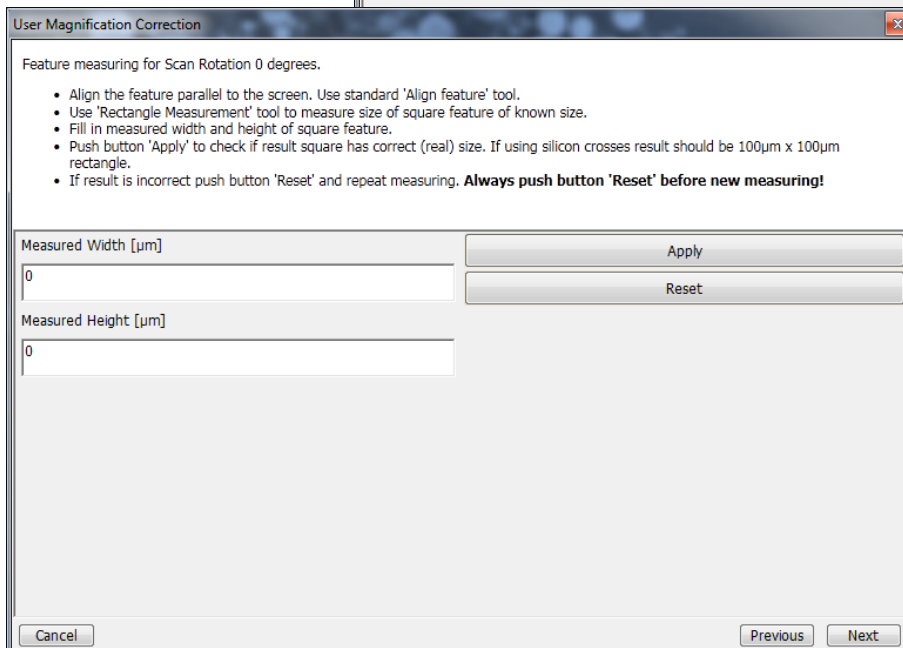 User Magnification Correction
Feature measuring for Scan Rotation 0 degrees.
• Align the feature parallel to the screen. Use standard 'Align feature' tool.
• Use 'Rectangle Measurement' tool to measure size of square feature of known size.
• Fill in measured width and height of square feature.
• Push button 'Apply' to check if result square has correct (real) size. If using silicon crosses result should be 100µm x 100µm
rectangle.
• If result is incorrect push button 'Reset' and repeat measuring. Always push button 'Reset' before new measuring!
Measured Width [µm]
Apply
0
Reset
Measured Height [µm]
0
Cancel
Previous
Next